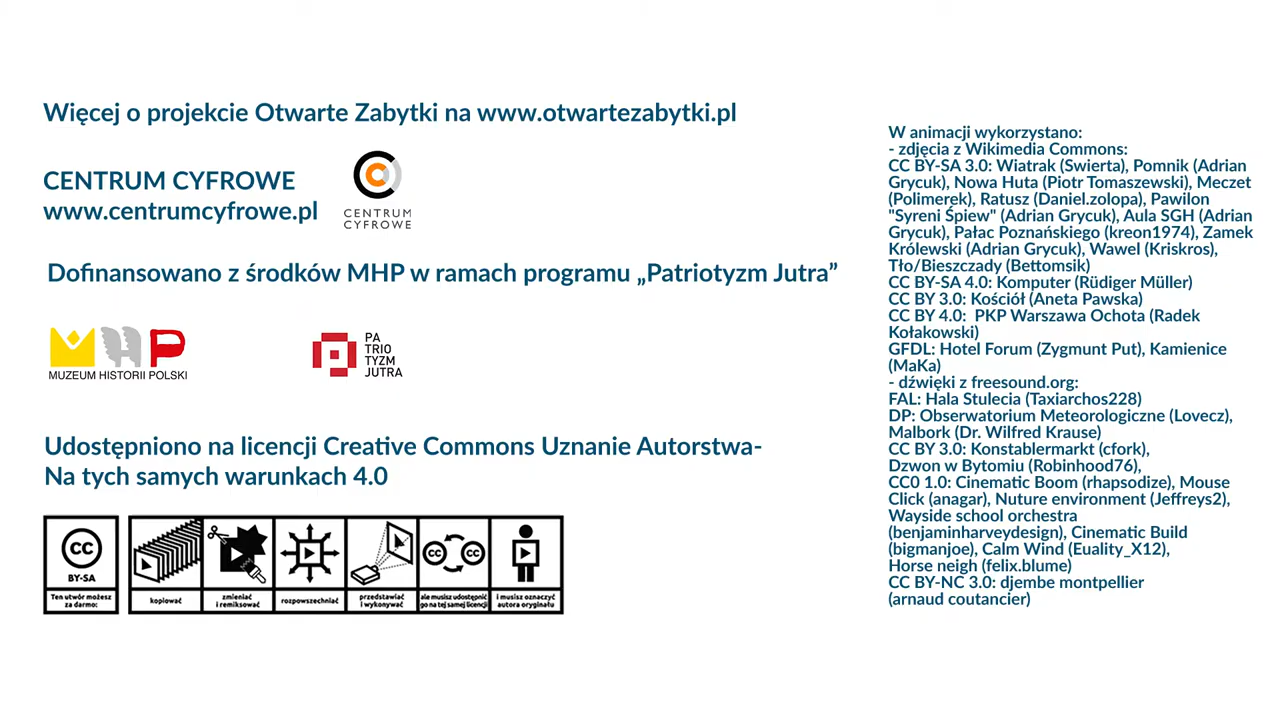 Więcej o projekcie Otwarte Zabytki na www.otwartezabytki.pl
CENTRUM CYFROWE
www.centrumcyfrowe.pl
CENTRUM
CYFROWE
Dofinansowano z środków MHP w ramach programu „Patriotyzm Jutra”
MHP
MUZEUM HISTORII POLSKI
PA
TRIO
TYZM
JUTRA
Udostępniono na licencji Creative Commons Uznanie Autorstwa-
Na tych samych warunkach 4.0
CC
BY-SA
Ten utwór możesz
za darmo:
kopiować
zmieniać
i remiksować
rozpowszechniać
przedstawiać
i wykonywać
CC CC
ale musisz udostępnić
go na tej samej licencji
i musisz oznaczyć
autora oryginału
W animacji wykorzystano:
- zdjęcia z Wikimedia Commons:
CC BY-SA 3.0: Wiatrak (Swierta), Pomnik (Adrian
Grycuk), Nowa Huta (Piotr Tomaszewski), Meczet
(Polimerek), Ratusz (Daniel.zolopa), Pawilon
"Syreni Śpiew" (Adrian Grycuk), Aula SGH (Adrian
Grycuk), Pałac Poznańskiego (kreon1974), Zamek
Królewski (Adrian Grycuk), Wawel (Kriskros),
Tło/Bieszczady (Bettomsik)
CC BY-SA 4.0: Komputer (Rüdiger Müller)
CC BY 3.0: Kościół (Aneta Pawska)
CC BY 4.0:  PKP Warszawa Ochota (Radek
Kołakowski)
GFDL: Hotel Forum (Zygmunt Put), Kamienice
(MaKa)
- dźwięki z freesound.org:
FAL: Hala Stulecia (Taxiarchos228)
DP: Obserwatorium Meteorologiczne (Lovecz),
Malbork (Dr. Wilfred Krause)
CC BY 3.0: Konstablermarkt (cfork),
Dzwon w Bytomiu (Robinhood76),
CC0 1.0: Cinematic Boom (rhapsodize), Mouse
Click (anagar), Nuture environment (Jeffreys2),
Wayside school orchestra
(benjaminharveydesign), Cinematic Build
(bigmanjoe), Calm Wind (Euality_X12),
Horse neigh (felix.blume)
CC BY-NC 3.0: djembe montpellier
(arnaud coutancier)